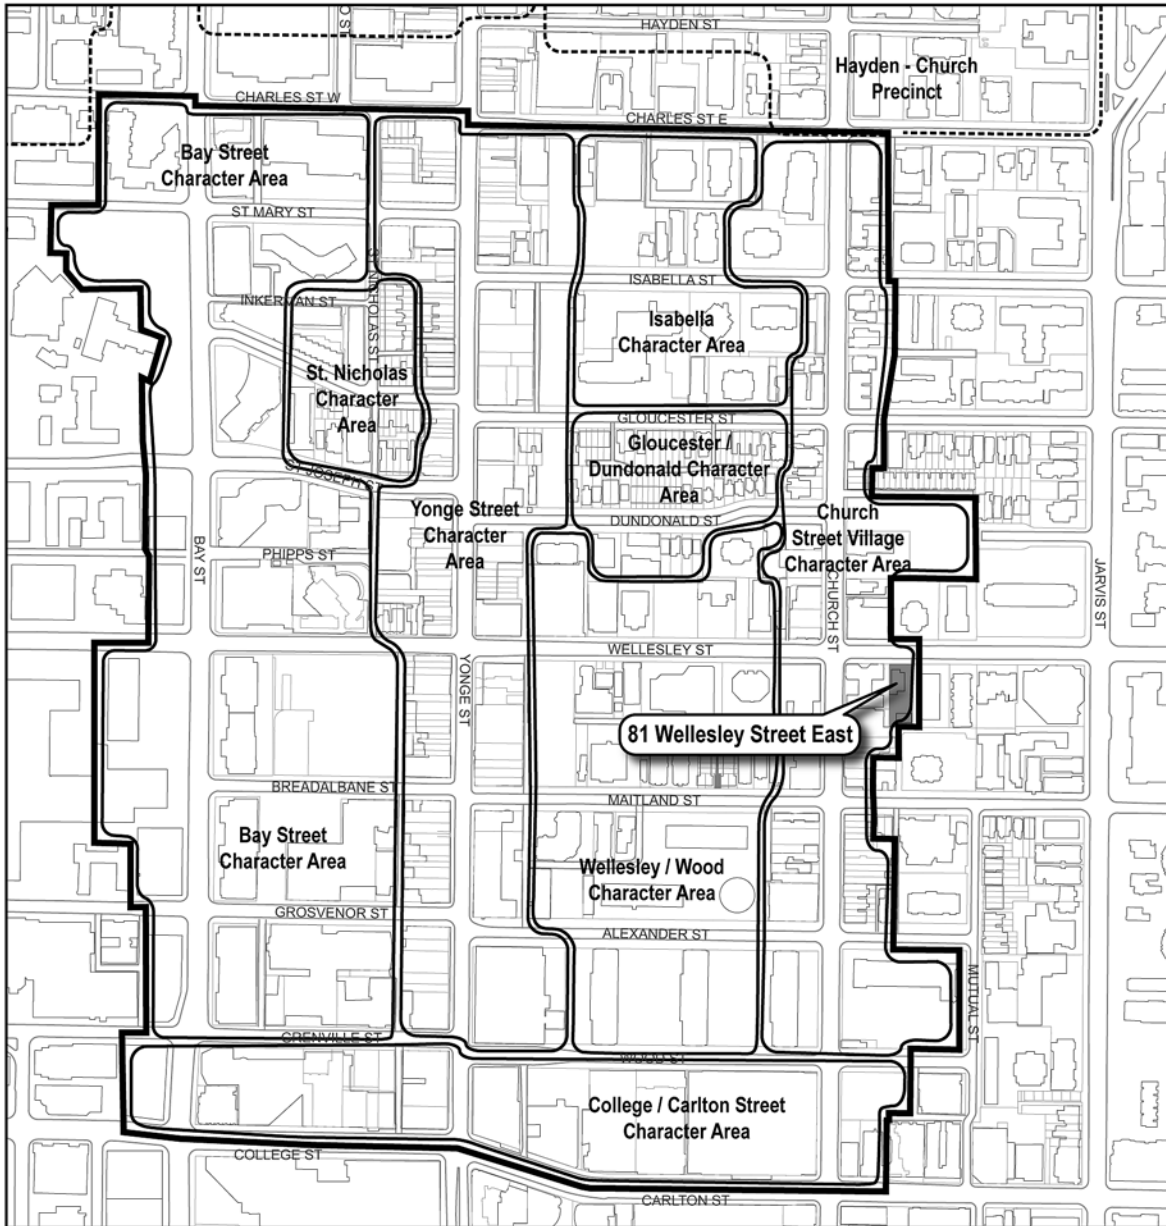 HAYDEN ST
Hayden - Church
Precinct
CHARLES ST W
CHARLES ST E
Bay Street
Character Area
ST MARY ST
ISABELLA ST
INKERMAN ST
ST NICHOLAS ST
Isabella
Character Area
St. Nicholas
Character
Area
GLOUCESTER ST
Gloucester /
Dundonald Character
Area
ST JOSEPH ST
Yonge Street
Character
Area
DUNDONALD ST
Church
Street Village
Character Area
BAY ST
PHIPPS ST
CHURCH ST
JARVIS ST
WELLESLEY ST
YONGE ST
81 Wellesley Street East
BREADALBANE ST
MAITLAND ST
Bay Street
Character Area
Wellesley / Wood
Character Area
GROSVENOR ST
ALEXANDER ST
MUTUAL ST
GRENVILLE ST
WOOD ST
College / Carlton Street
Character Area
COLLEGE ST
CARLTON ST